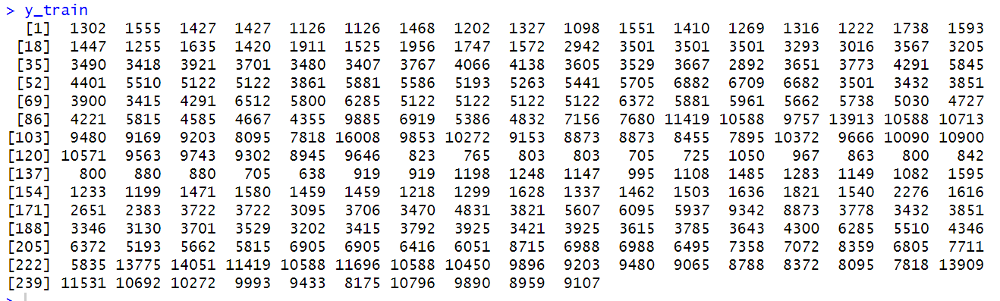 > y_train
[1] 1302 1555 1427 1427 1126 1126 1468 1202 1327 1098 1551 1410 1269 1316 1222 1738 1593
[18] 1447 1255 1635 1420 1911 1525 1956 1747 1572 2942 3501 3501 3501 3293 3016 3567 3205
[35] 3490 3418 3921 3701 3480 3407 3767 4066 4138 3605 3529 3667 2892 3651 3773 4291 5845
[52] 4401 5510 5122 5122 3861 5881 5586 5193 5263 5441 5705 6882 6709 6682 3501 3432 3851
[69] 3900 3415 4291 6512 5800 6285 5122 5122 5122 5122 6372 5881 5961 5662 5738 5030 4727
[86] 4221 5815 4585 4667 4355 9885 6919 5386 4832 7156 7680 11419 10588 9757 13913 10588 10713
[103] 9480 9169 9203 8095 7818 16008 9853 10272 9153 8873 8873 8455 7895 10372 9666 10090 10900
[120] 10571 9563 9743 9302 8945 9646 823 765 803 803 705 725 1050 967 863 800 842
[137] 800 880 880 705 638 919 919 1198 1248 1147 995 1108 1485 1283 1149 1082 1595
[154] 1233 1199 1471 1580 1459 1459 1218 1299 1628 1337 1462 1503 1636 1821 1540 2276 1616
[171] 2651 2383 3722 3722 3095 3706 3470 4831 3821 5607 6095 5937 9342 8873 3778 3432 3851
[188] 3346 3130 3701 3529 3202 3415 3792 3925 3421 3925 3615 3785 3643 4300 6285 5510 4346
[205] 6372 5193 5662 5815 6905 6905 6416 6051 8715 6988 6988 6495 7358 7072 8359 6805 7711
[222] 5835 13775 14051 11419 10588 11696 10588 10450 9896 9203 9480 9065 8788 8372 8095 7818 13909
[239] 11531 10692 10272 9993 9433 8175 10796 9890 8959 9107
>